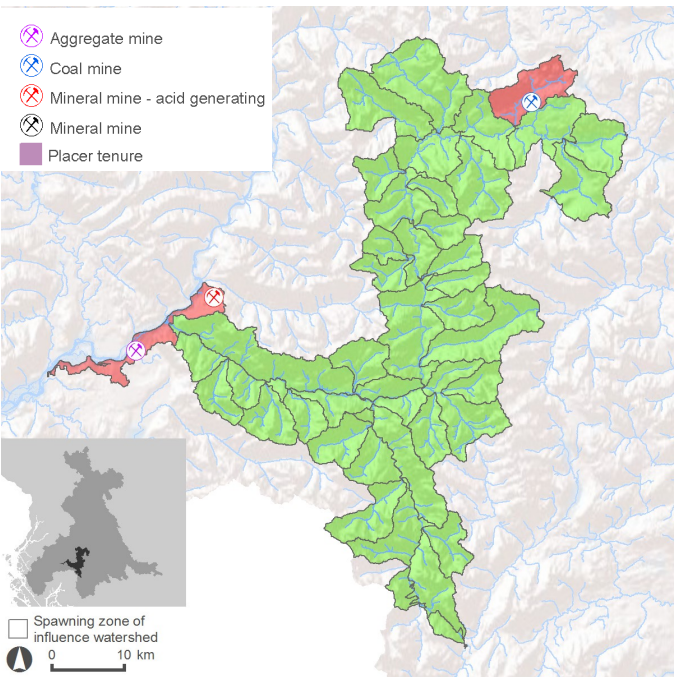 Aggregate mine
Coal mine
Mineral mine - acid generating
Mineral mine
Placer tenure
Spawning zone of
influence watershed
0 10 km